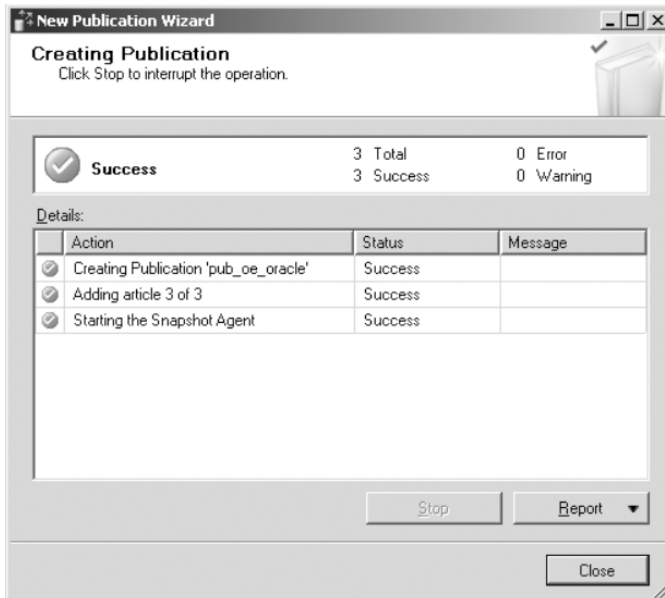 New Publication Wizard
Creating Publication
Click Stop to interrupt the operation.
Success
3 Total 0 Error
3 Success 0 Warning
Details:
Action Status Message
Creating Publication 'pub_oe_oracle' Success
Adding article 3 of 3 Success
Starting the Snapshot Agent Success
Stop Report
Close